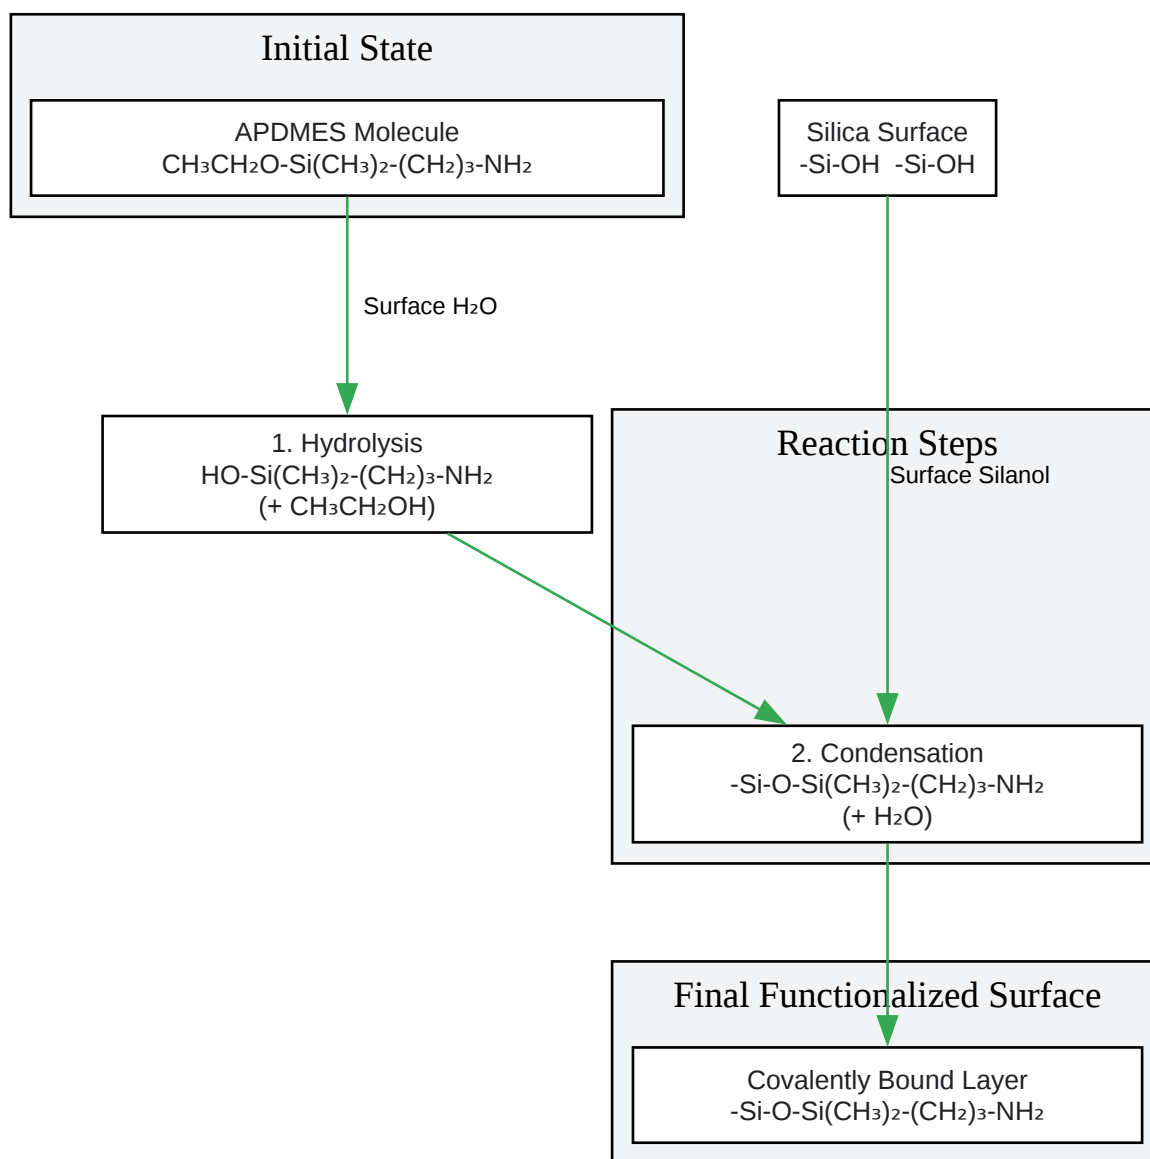 Initial State
APDMES Molecule
CH₃CH₂O-Si(CH₃)₂-(CH₂)₃-NH₂
Silica Surface
-Si-OH  -Si-OH
Surface H₂O
1. Hydrolysis
HO-Si(CH₃)₂-(CH₂)₃-NH₂
(+ CH₃CH₂OH)
Reaction Steps
Surface Silanol
2. Condensation
-Si-O-Si(CH₃)₂-(CH₂)₃-NH₂
(+ H₂O)
Final Functionalized Surface
Covalently Bound Layer
-Si-O-Si(CH₃)₂-(CH₂)₃-NH₂